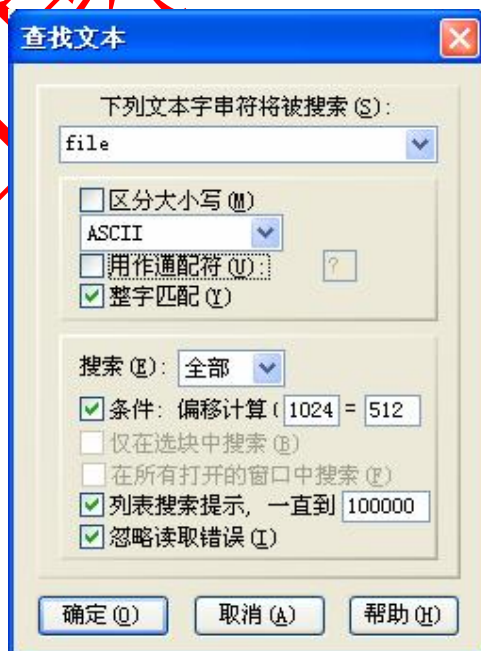 查找文本
下列文本字串符将被搜索(S):
file
区分大小写(M)
ASCII
用作通配符(U): ?
整字匹配(Y)
搜索(E): 全部
条件: 偏移计算( 1024 = 512
仅在选块中搜索(B)
在所有打开的窗口中搜索(F)
列表搜索提示, 一直到 100000
忽略读取错误(I)
确定(O) 取消(A) 帮助(H)